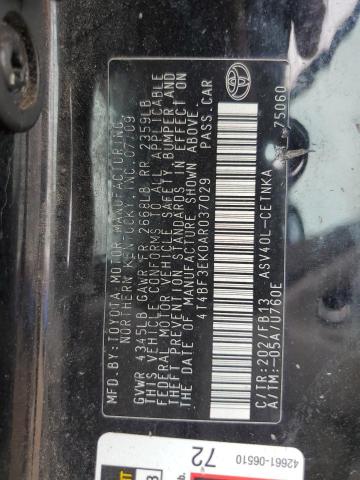 MFD.BY:TOYOTA MOTOR MANUFACTURING,
NORTHERN KENTUCKY, INC. 07/09
GVWR 4345LB GAWR FR 2668LB RR 2359LB
THIS VEHICLE CONFORMS TO ALL APPLICABLE
FEDERAL MOTOR VEHICLE SAFETY, BUMPER AND
THEFT PREVENTION STANDARDS IN EFFECT ON
THE DATE OF MANUFACTURE SHOWN ABOVE.
4T4BF3EK0AR037029 PASS. CAR
C/TR:202/FB13 ASV40L-CETNKA
A/TM:-05A/U760E
75060
TOYOTA
42661-06510
72